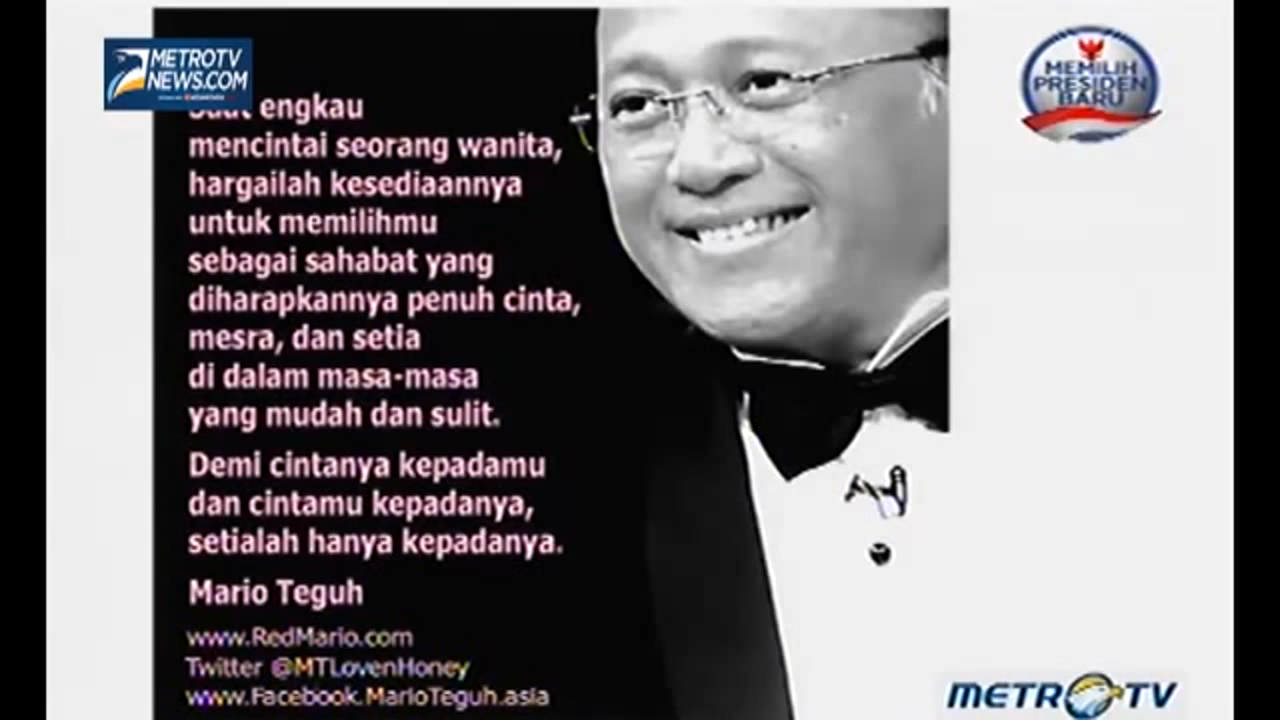 METROTV
NEWS.COM
MEMILIH
PRESIDEN
BARU
engkau
mencintai seorang wanita,
hargailah kesediaannya
untuk memilihmu
sebagai sahabat yang
diharapkannya penuh cinta,
mesra, dan setia
di dalam masa-masa
yang mudah dan sulit.
Demi cintanya kepadamu
dan cintamu kepadanya,
setialah hanya kepadanya.
Mario Teguh
www.RedMario.com
Twitter @MTLovenHoney
www.Facebook.MarioTeguh.asia
METRO TV